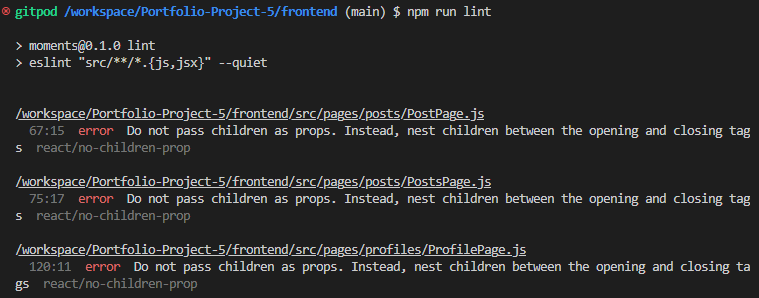 gitpod /workspace/Portfolio-Project-5/frontend (main) $ npm run lint
> moments@0.1.0 lint
> eslint "src/**/*.{js,jsx}" --quiet
/workspace/Portfolio-Project-5/frontend/src/pages/posts/PostPage.js
67:15 error Do not pass children as props. Instead, nest children between the opening and closing tag
s react/no-children-prop
/workspace/Portfolio-Project-5/frontend/src/pages/posts/PostsPage.js
75:17 error Do not pass children as props. Instead, nest children between the opening and closing tag
s react/no-children-prop
/workspace/Portfolio-Project-5/frontend/src/pages/profiles/ProfilePage.js
120:11 error Do not pass children as props. Instead, nest children between the opening and closing ta
gs react/no-children-prop